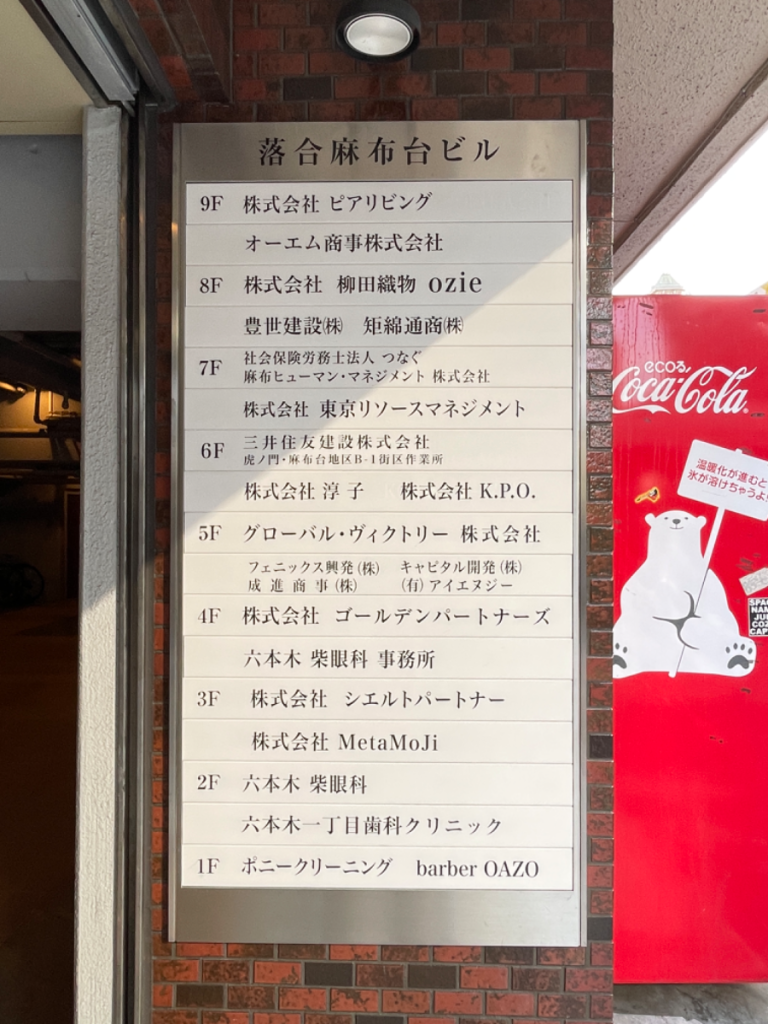 落合麻布台ビル
9F 株式会社 ピアリビング
オーエム商事株式会社
8F 株式会社 柳田織物 ozie
豊世建設㈱ 矩綿通商㈱
7F 社会保険労務士法人 つなぐ
麻布ヒューマン・マネジメント 株式会社
株式会社 東京リソースマネジメント
6F 三井住友建設株式会社
虎ノ門・麻布台地区B-1街区作業所
株式会社 淳子 株式会社 K.P.O.
5F グローバル・ヴィクトリー 株式会社
フェニックス興発(株) キャピタル開発(株)
成進商事(株) (有)アイエヌジー
4F 株式会社 ゴールデンパートナーズ
六本木 柴眼科 事務所
3F 株式会社 シエルトパートナー
株式会社 MetaMoJi
2F 六本木 柴眼科
六本木一丁目歯科クリニック
1F ポニークリーニング barber OAZO
ecoる/
Coca-Cola
温暖化が進むと
氷が溶けちゃうよ!